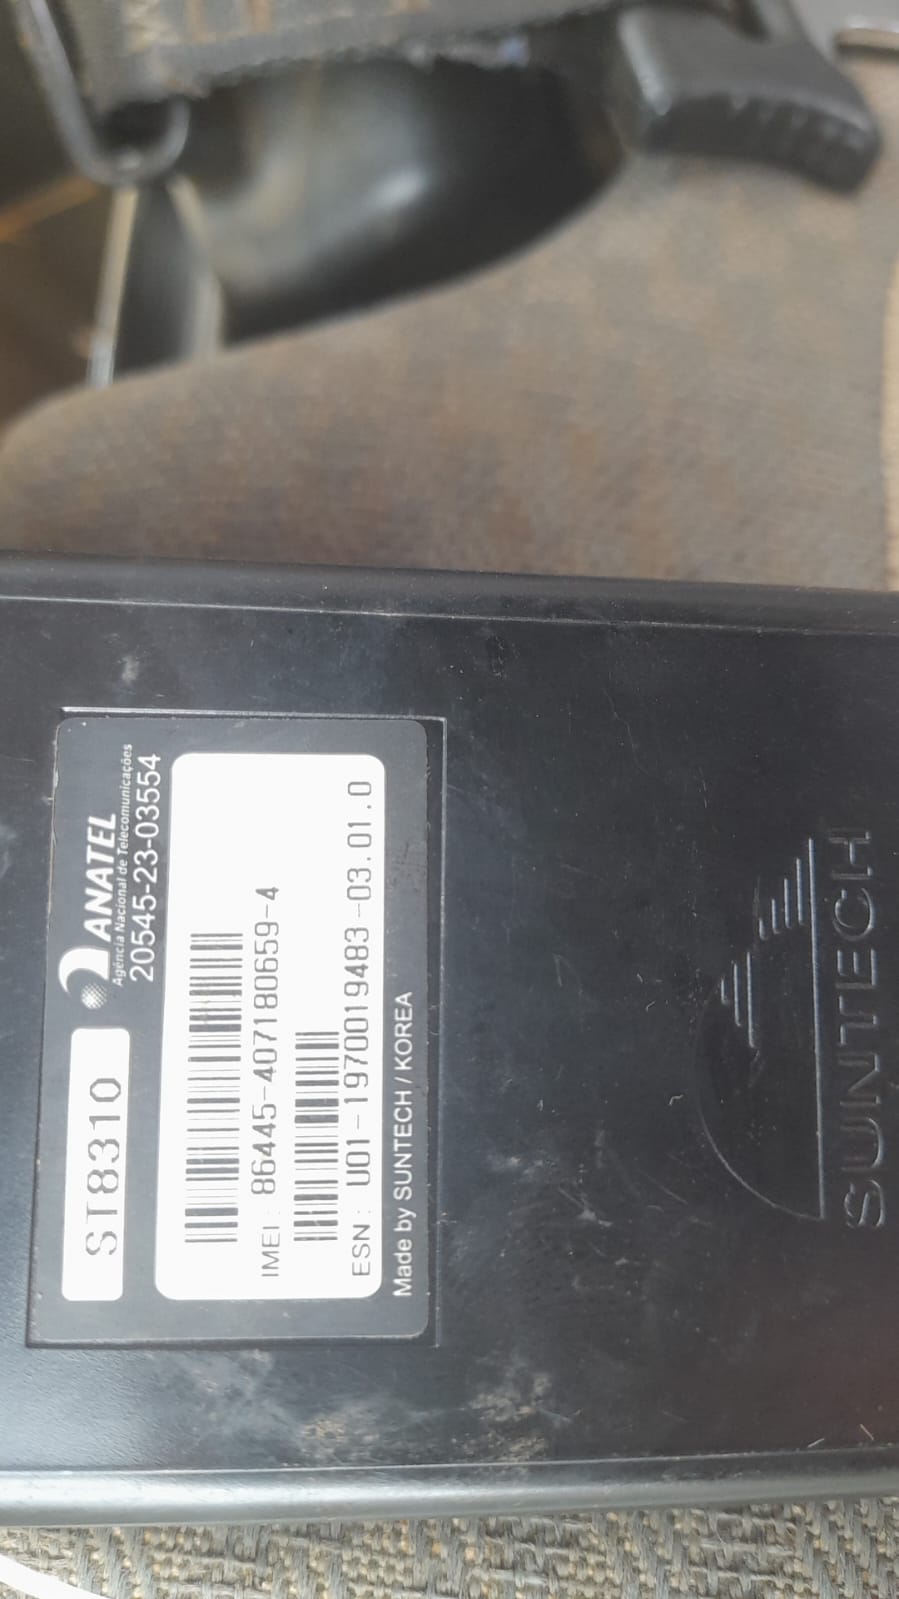 ST8310
ANATEL
Agência Nacional de Telecomunicações
20545-23-03554
IMEI: 86445-407180659-4
ESN: U01-1970019483-03.01.0
Made by SUNTECH / KOREA
SUNTECH